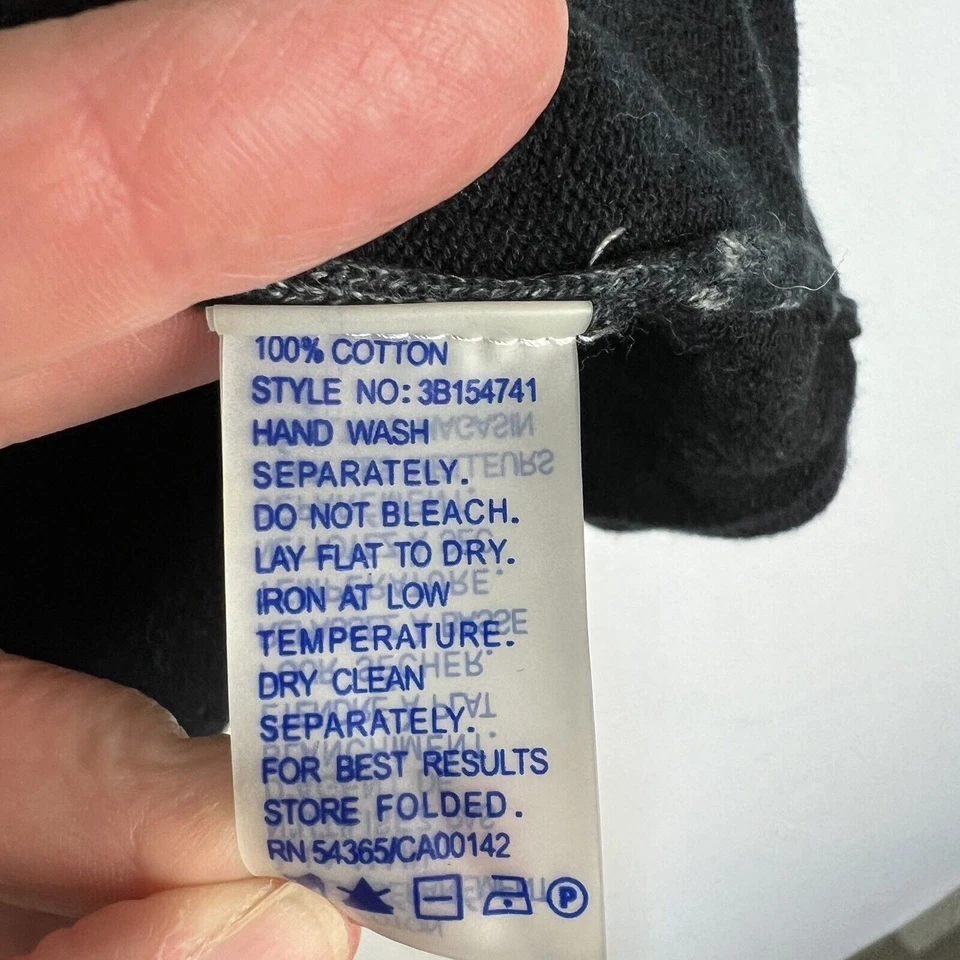 100% COTTON
STYLE NO: 3B154741
HAND WASH
SEPARATELY.
DO NOT BLEACH.
LAY FLAT TO DRY.
IRON AT LOW
TEMPERATURE.
DRY CLEAN
SEPARATELY.
FOR BEST RESULTS
STORE FOLDED.
RN 54365/CA00142
P